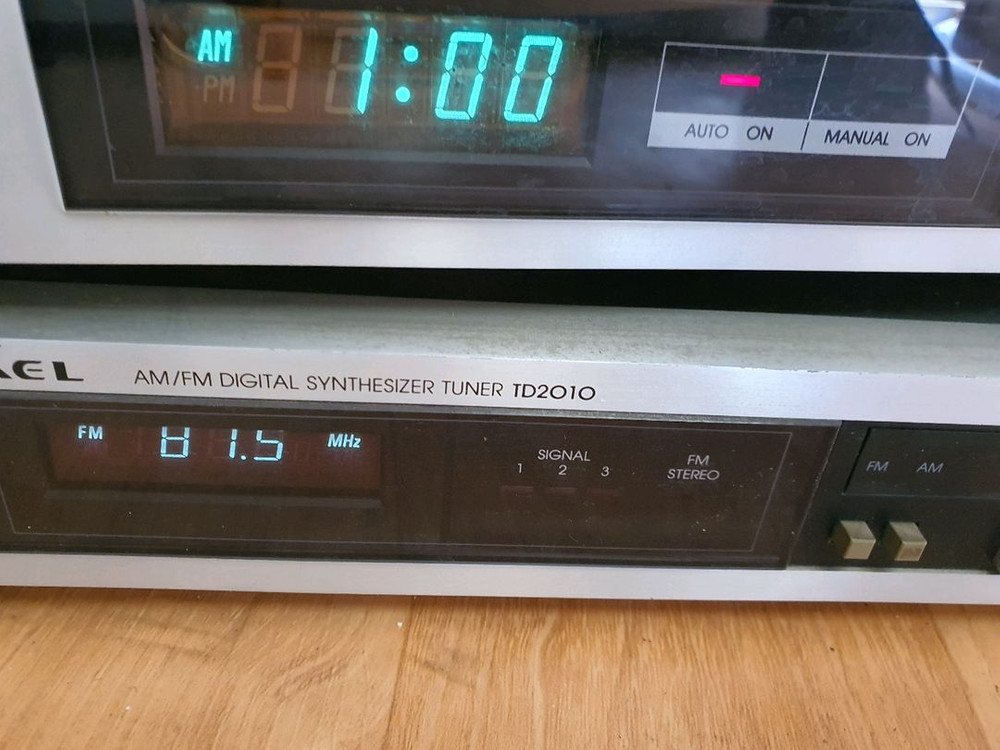 AM
PM
1:00
AUTO ON
MANUAL ON
KEL AM/FM DIGITAL SYNTHESIZER TUNER TD2010
FM 81.5 MHz
SIGNAL
1 2 3
FM
STEREO
FM AM